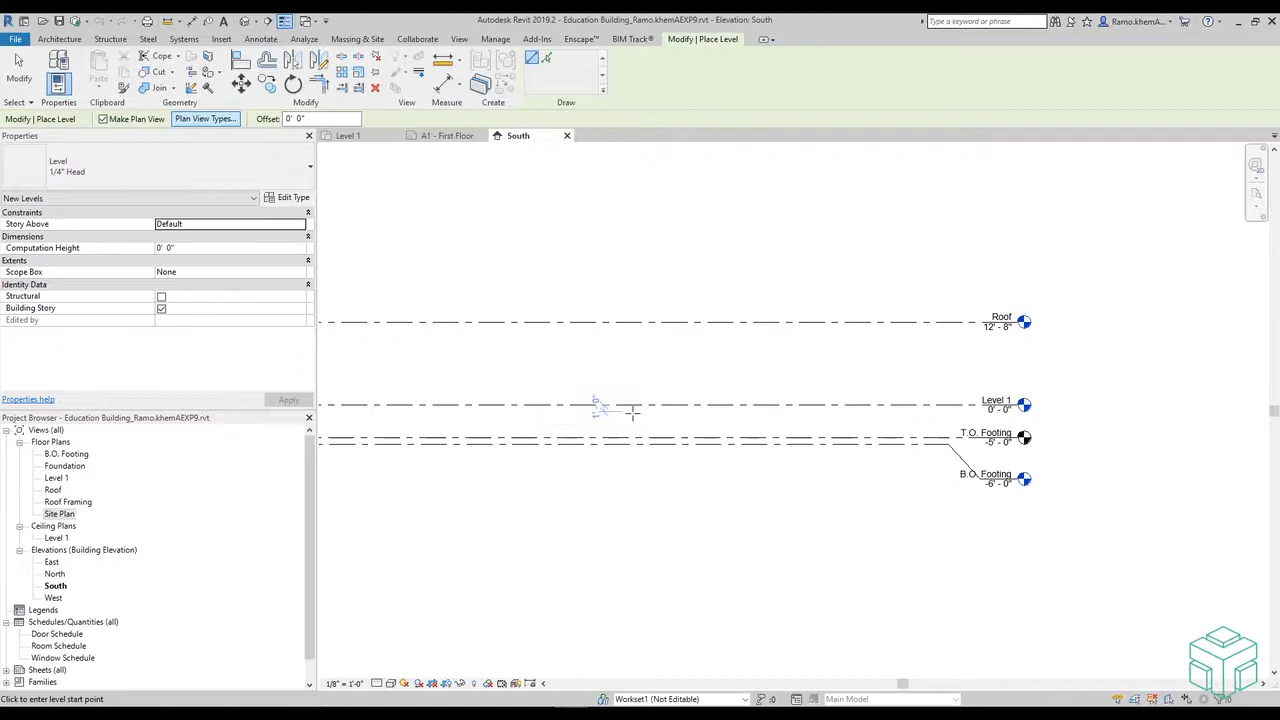 Autodesk Revit 2019.2 - Education Building_Ramo.khemAEXP9.rvt - Elevation: South
Type a keyword or phrase
Ramo.khemA...
File Architecture Structure Steel Systems Insert Annotate Analyze Massing & Site Collaborate View Manage Add-Ins Enscape™ BIM Track® Modify | Place Level
Modify
Paste
Cope
Cut
Join
Select Properties Clipboard Geometry Modify View Measure Create Draw
Modify | Place Level Make Plan View Plan View Types... Offset: 0' 0"
Properties
Level 1 A1 - First Floor South
Level
1/4" Head
New Levels Edit Type
Constraints
Story Above Default
Dimensions
Computation Height 0' 0"
Extents
Scope Box None
Identity Data
Structural
Building Story
Edited by
Properties help Apply
Project Browser - Education Building_Ramo.khemAEXP9.rvt
Views (all)
Floor Plans
B.O. Footing
Foundation
Level 1
Roof
Roof Framing
Site Plan
Ceiling Plans
Level 1
Elevations (Building Elevation)
East
North
South
West
Legends
Schedules/Quantities (all)
Door Schedule
Room Schedule
Window Schedule
Sheets (all)
Families
Roof
12' - 8"
1' - 0"
Level 1
0' - 0"
T.O. Footing
-5' - 0"
B.O. Footing
-6' - 0"
1/8" = 1'-0"
Click to enter level start point
Workset1 (Not Editable)
:0
Main Model
:0